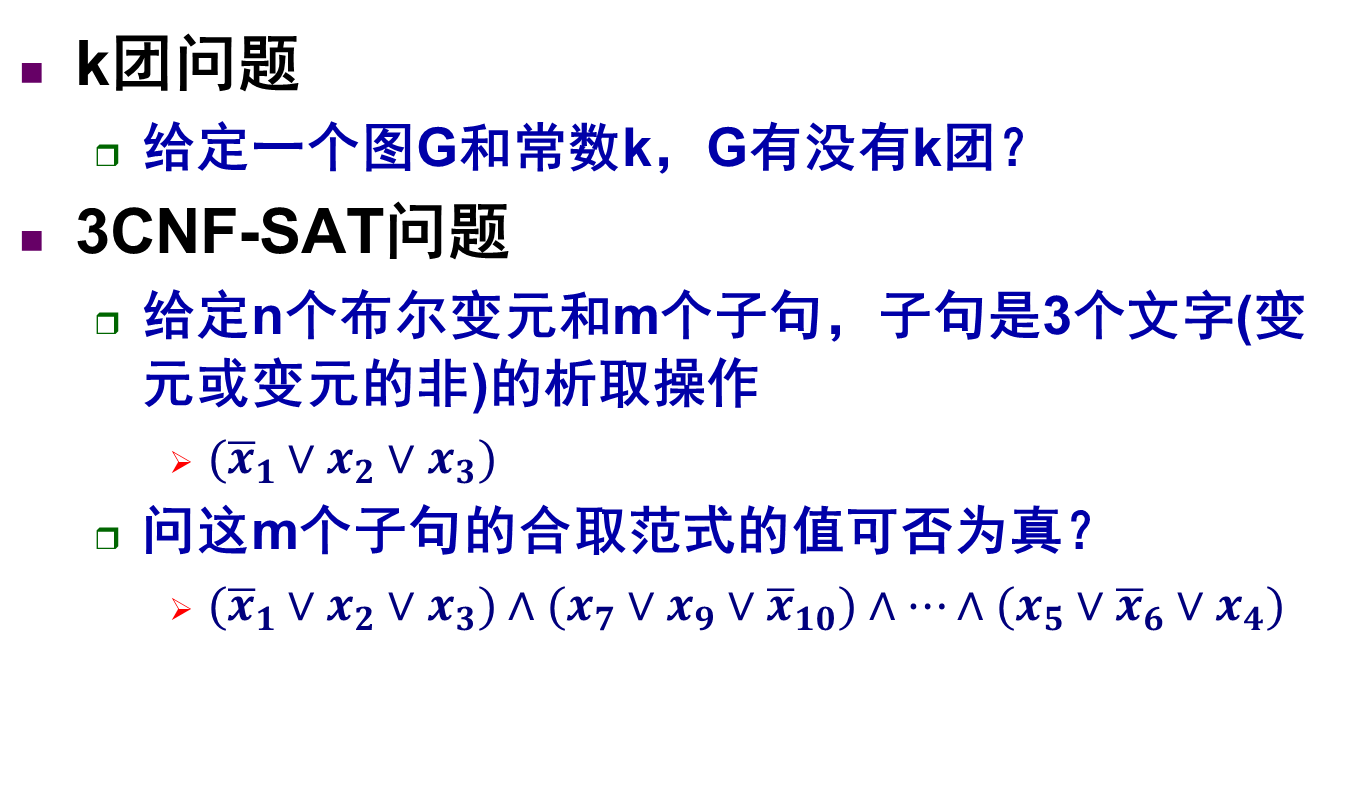 k团问题
给定一个图G和常数k，G有没有k团？
3CNF-SAT问题
给定n个布尔变元和m个子句，子句是3个文字(变
元或变元的非)的析取操作
(x̅₁ ∨ x₂ ∨ x₃)
问这m个子句的合取范式的值可否为真？
(x̅₁ ∨ x₂ ∨ x₃) ∧ (x₇ ∨ x₉ ∨ x̅₁₀) ∧ ⋯ ∧ (x₅ ∨ x̅₆ ∨ x₄)